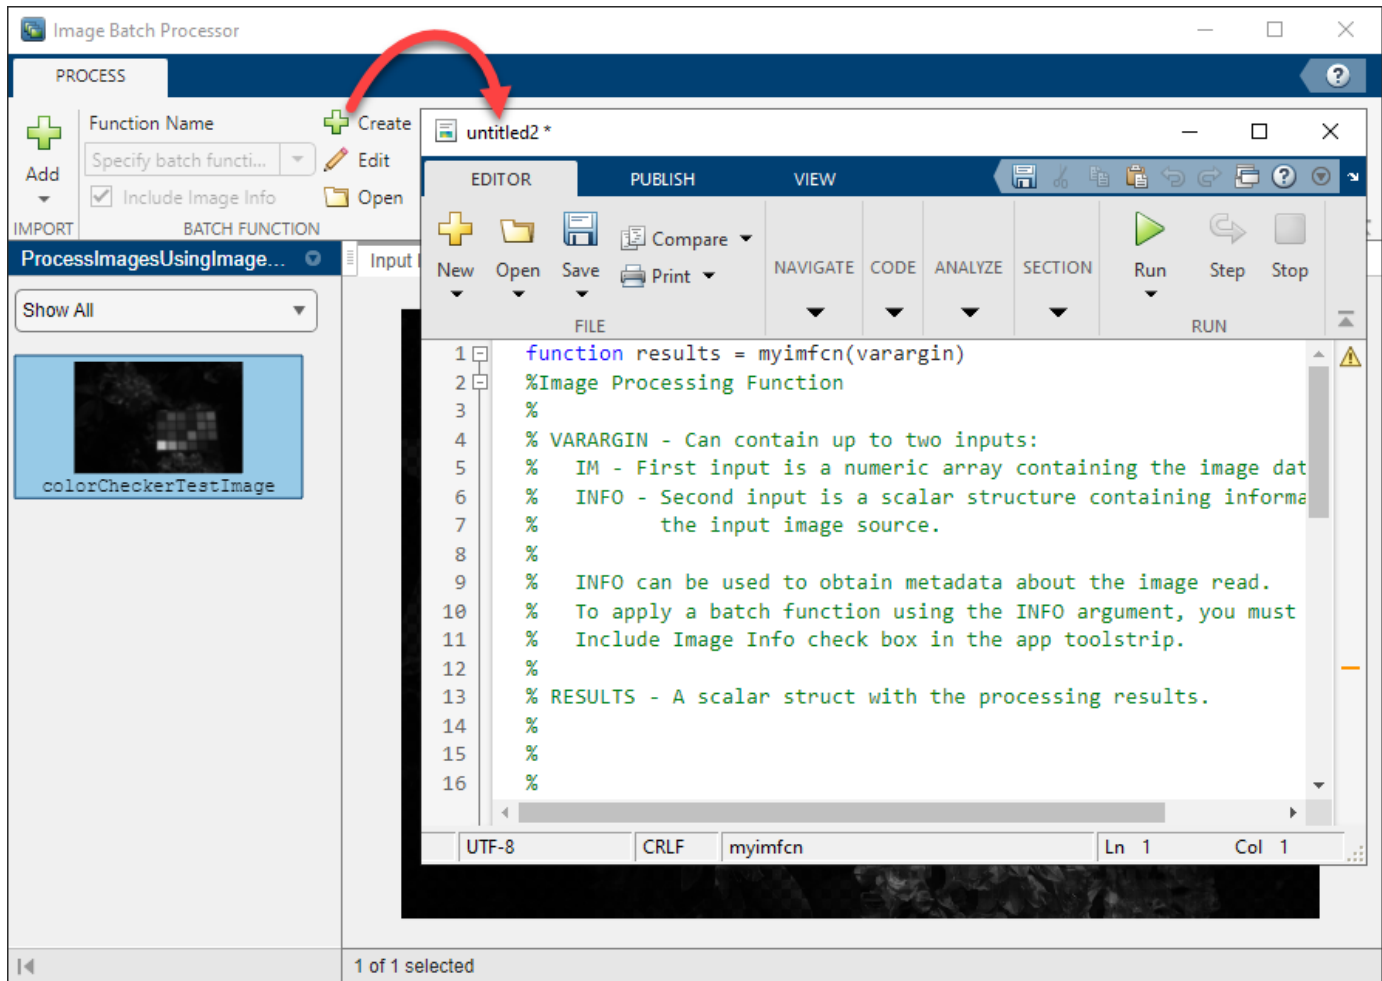 Image Batch Processor
PROCESS
Add
IMPORT
Function Name
Specify batch functi...
Include Image Info
Create
Edit
Open
BATCH FUNCTION
ProcessImagesUsingImage...
Show All
colorCheckerTestImage
Input
untitled2 *
EDITOR PUBLISH VIEW
New Open Save
Compare
Print
FILE
NAVIGATE CODE ANALYZE SECTION
Run Step Stop
RUN
1 function results = myimfcn(varargin)
2 %Image Processing Function
3 %
4 % VARARGIN - Can contain up to two inputs:
5 % IM - First input is a numeric array containing the image dat
6 % INFO - Second input is a scalar structure containing informa
7 % the input image source.
8 %
9 % INFO can be used to obtain metadata about the image read.
10 % To apply a batch function using the INFO argument, you must
11 % Include Image Info check box in the app toolstrip.
12 %
13 % RESULTS - A scalar struct with the processing results.
14 %
15 %
16 %
UTF-8 CRLF myimfcn Ln 1 Col 1
1 of 1 selected